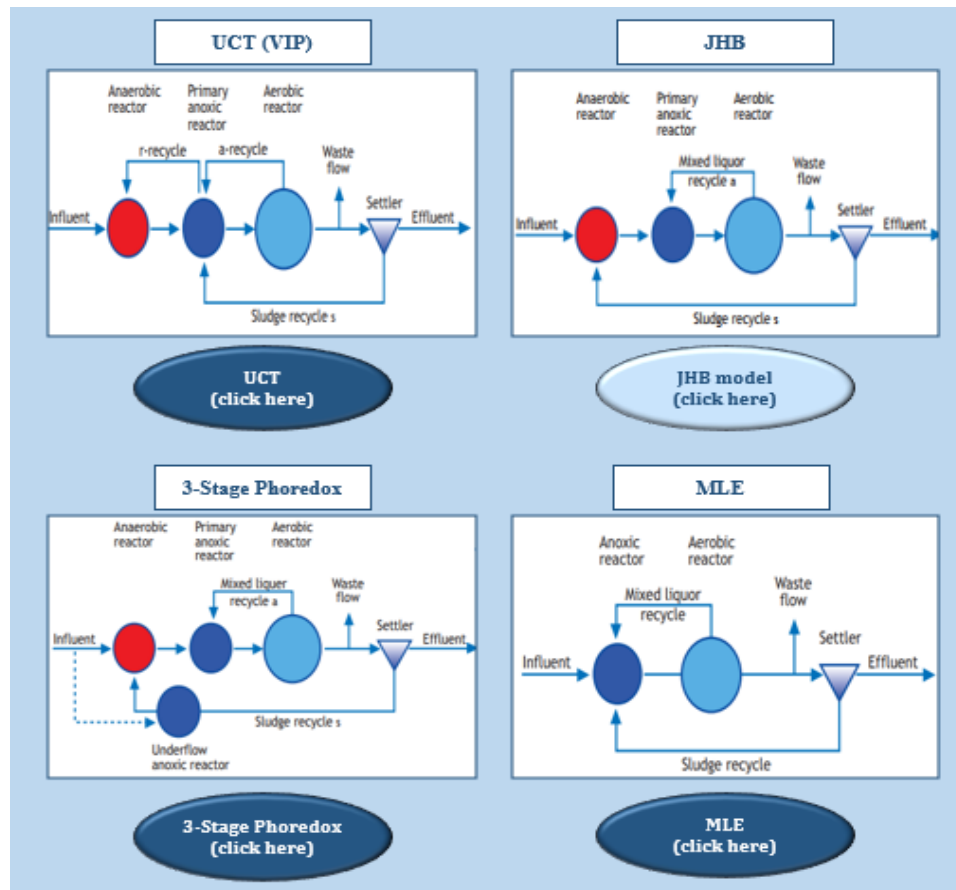 UCT (VIP)
Anaerobic
reactor
Primary
anoxic
reactor
Aerobic
reactor
r-recycle
a-recycle
Waste
flow
Settler
Influent
Effluent
Sludge recycle s
UCT
(click here)
JHB
Anaerobic
reactor
Primary
anoxic
reactor
Aerobic
reactor
Mixed liquor
recycle a
Waste
flow
Settler
Influent
Effluent
Sludge recycle s
JHB model
(click here)
3-Stage Phoredox
Anaerobic
reactor
Primary
anoxic
reactor
Aerobic
reactor
Mixed liquer
recycle a
Waste
flow
Settler
Influent
Effluent
Sludge recycle s
Underflow
anoxic reactor
3-Stage Phoredox
(click here)
MLE
Anoxic
reactor
Aerobic
reactor
Mixed liquor
recycle
Waste
flow
Settler
Influent
Effluent
Sludge recycle
MLE
(click here)